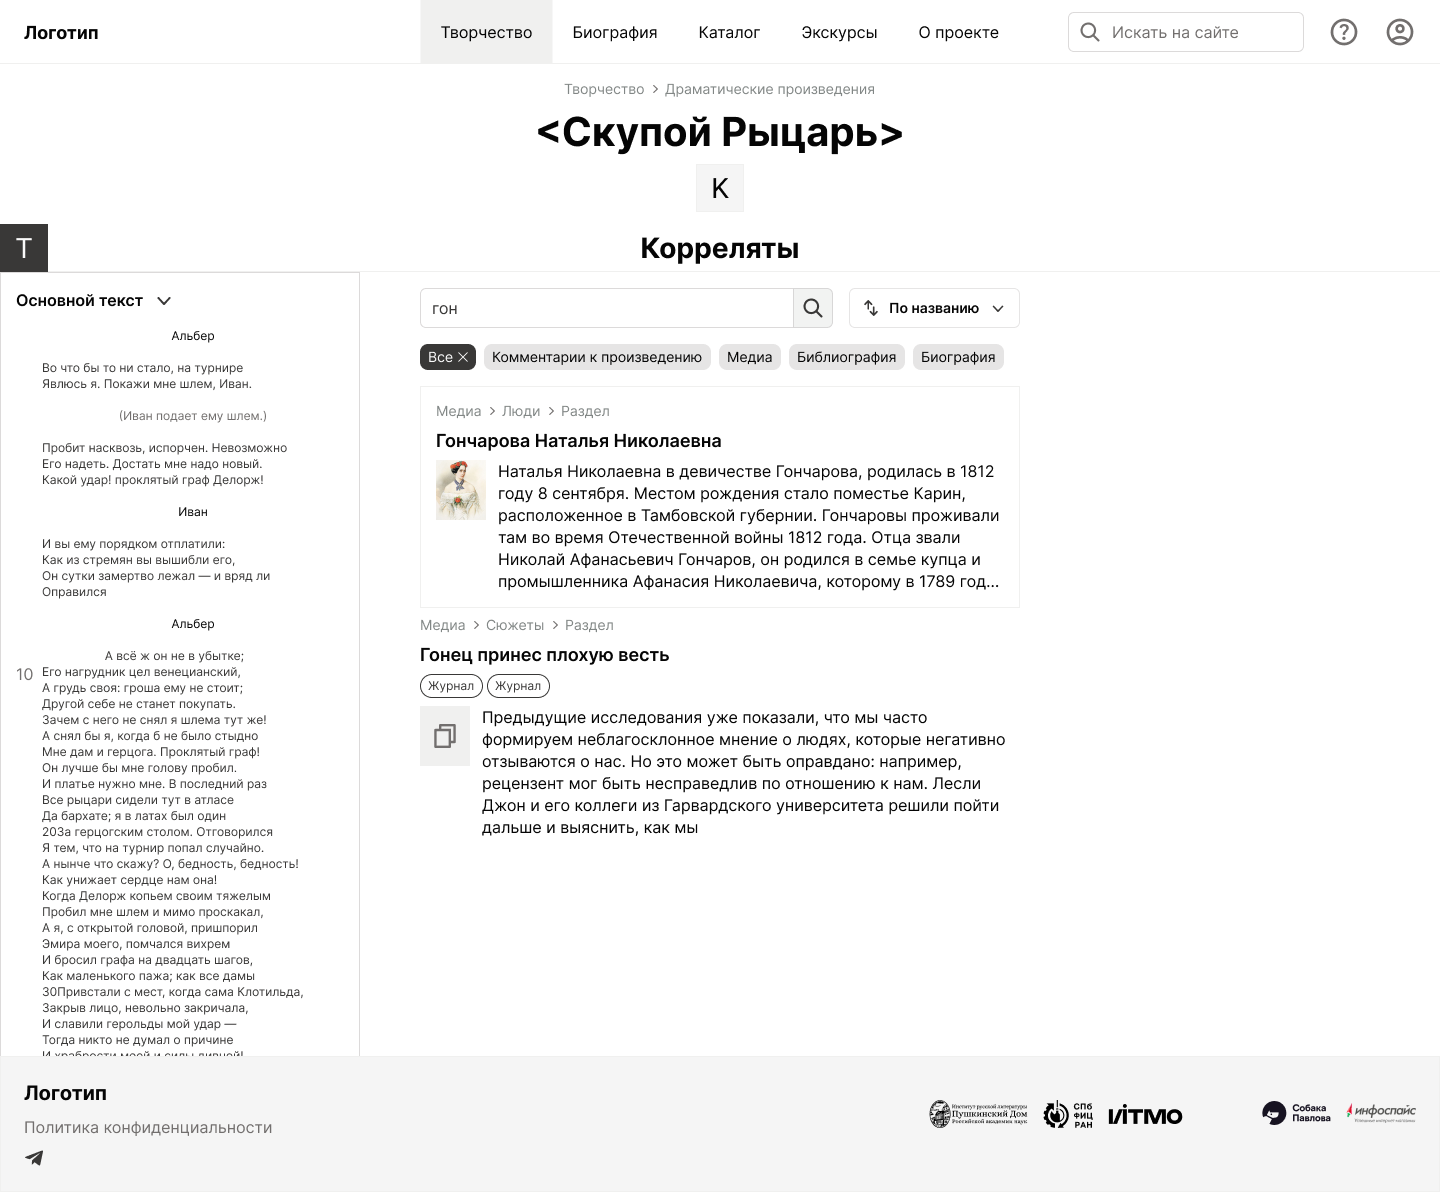 Логотип
Творчество
Биография
Каталог
Экскурсы
О проекте
Искать на сайте
Творчество > Драматические произведения
<Скупой Рыцарь>
К
Т
Корреляты
Основной текст
Альбер
Во что бы то ни стало, на турнире
Явлюсь я. Покажи мне шлем, Иван.
(Иван подает ему шлем.)
Пробит насквозь, испорчен. Невозможно
Его надеть. Достать мне надо новый.
Какой удар! проклятый граф Делорж!
Иван
И вы ему порядком отплатили:
Как из стремян вы вышибли его,
Он сутки замертво лежал — и вряд ли
Оправился
Альбер
А всё ж он не в убытке;
10 Его нагрудник цел венецианский,
А грудь своя: гроша ему не стоит;
Другой себе не станет покупать.
Зачем с него не снял я шлема тут же!
А снял бы я, когда б не было стыдно
Мне дам и герцога. Проклятый граф!
Он лучше бы мне голову пробил.
И платье нужно мне. В последний раз
Все рыцари сидели тут в атласе
Да бархате; я в латах был один
20За герцогским столом. Отговорился
Я тем, что на турнир попал случайно.
А нынче что скажу? О, бедность, бедность!
Как унижает сердце нам она!
Когда Делорж копьем своим тяжелым
Пробил мне шлем и мимо проскакал,
А я, с открытой головой, пришпорил
Эмира моего, помчался вихрем
И бросил графа на двадцать шагов,
Как маленького пажа; как все дамы
30Привстали с мест, когда сама Клотильда,
Закрыв лицо, невольно закричала,
И славили герольды мой удар —
Тогда никто не думал о причине
И храбрости моей и силы дивной!
гон
По названию
Все
Комментарии к произведению
Медиа
Библиография
Биография
Медиа > Люди > Раздел
Гончарова Наталья Николаевна
Наталья Николаевна в девичестве Гончарова, родилась в 1812
году 8 сентября. Местом рождения стало поместье Карин,
расположенное в Тамбовской губернии. Гончаровы проживали
там во время Отечественной войны 1812 года. Отца звали
Николай Афанасьевич Гончаров, он родился в семье купца и
промышленника Афанасия Николаевича, которому в 1789 год...
Медиа > Сюжеты > Раздел
Гонец принес плохую весть
Журнал
Журнал
Предыдущие исследования уже показали, что мы часто
формируем неблагосклонное мнение о людях, которые негативно
отзываются о нас. Но это может быть оправдано: например,
рецензент мог быть несправедлив по отношению к нам. Лесли
Джон и его коллеги из Гарвардского университета решили пойти
дальше и выяснить, как мы
Логотип
Политика конфиденциальности
Институт русской литературы
Пушкинский Дом
Российской академии наук
СПб
ФИЦ
РАН
ИТМО
Собака
Павлова
инфоспайс